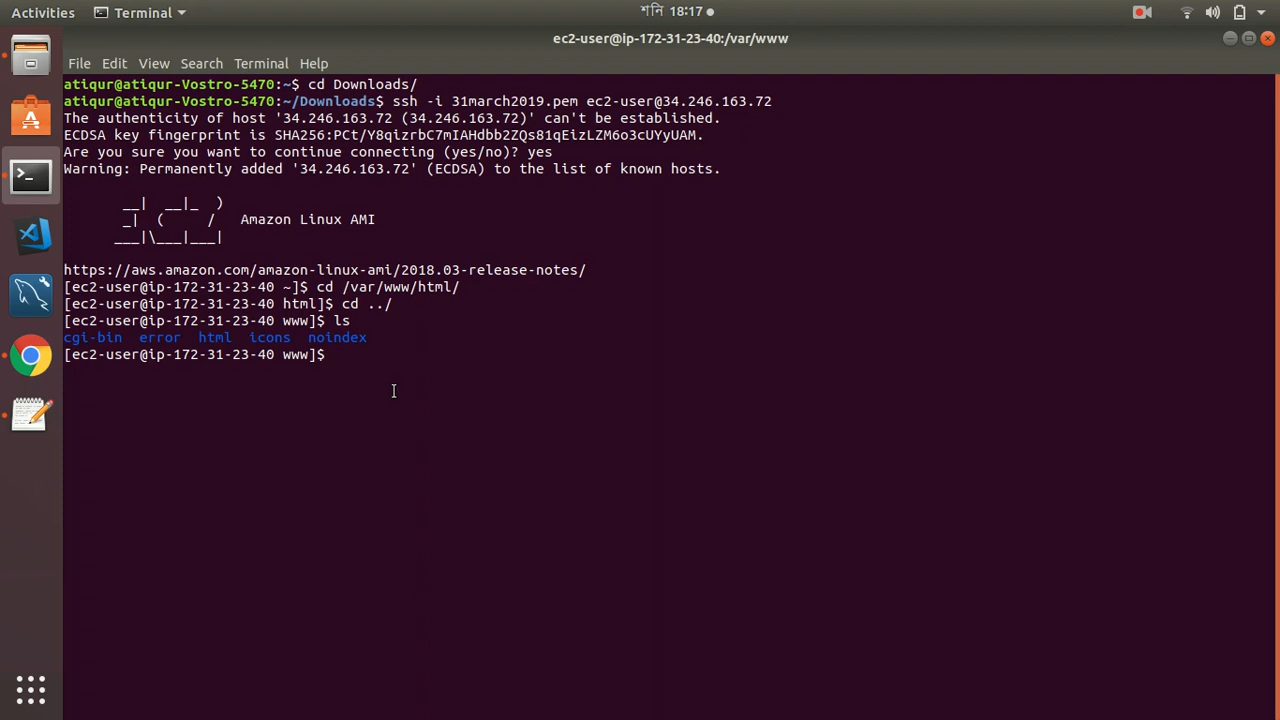 Activities Terminal শনি 18:17
ec2-user@ip-172-31-23-40:/var/www
File Edit View Search Terminal Help
atiqur@atiqur-Vostro-5470:~$ cd Downloads/
atiqur@atiqur-Vostro-5470:~/Downloads$ ssh -i 31march2019.pem ec2-user@34.246.163.72
The authenticity of host '34.246.163.72 (34.246.163.72)' can't be established.
ECDSA key fingerprint is SHA256:PCt/Y8qizrbC7mIAHdbb2ZQs81qEizLZM6o3cUYyUAM.
Are you sure you want to continue connecting (yes/no)? yes
Warning: Permanently added '34.246.163.72' (ECDSA) to the list of known hosts.
__| __|_ )
_| ( / Amazon Linux AMI
___|\___|___|
https://aws.amazon.com/amazon-linux-ami/2018.03-release-notes/
[ec2-user@ip-172-31-23-40 ~]$ cd /var/www/html/
[ec2-user@ip-172-31-23-40 html]$ cd ../
[ec2-user@ip-172-31-23-40 www]$ ls
cgi-bin error html icons noindex
[ec2-user@ip-172-31-23-40 www]$